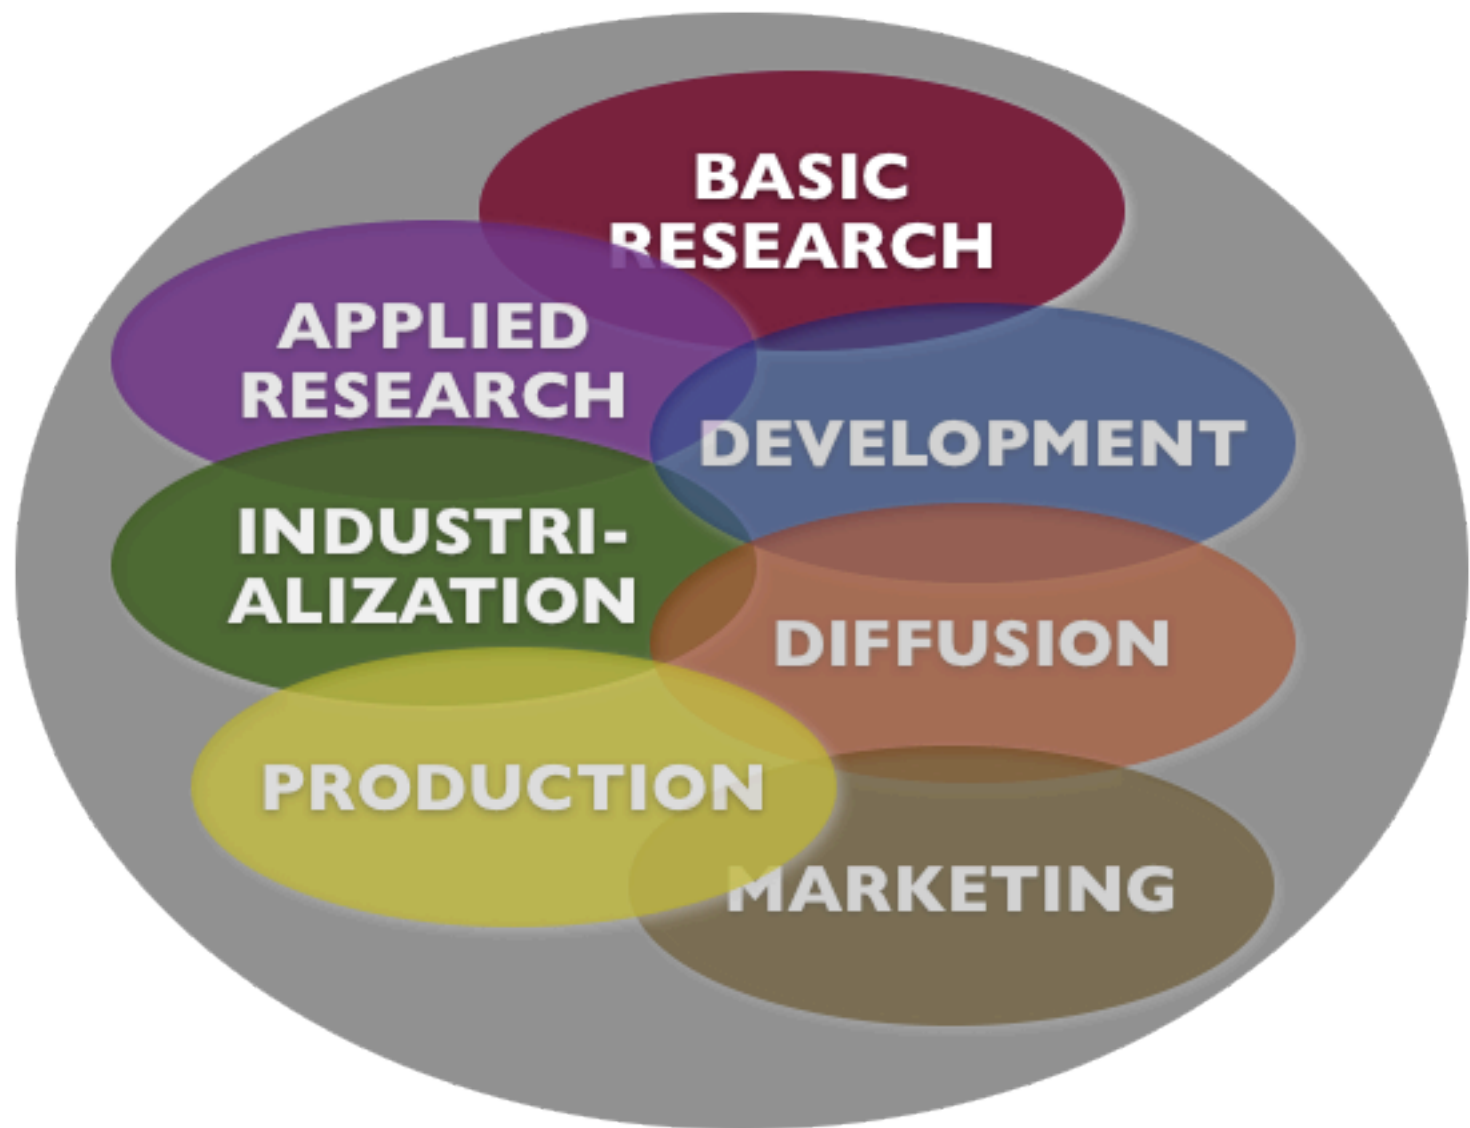 BASIC
RESEARCH
APPLIED
RESEARCH
DEVELOPMENT
INDUSTRI-
ALIZATION
DIFFUSION
PRODUCTION
MARKETING